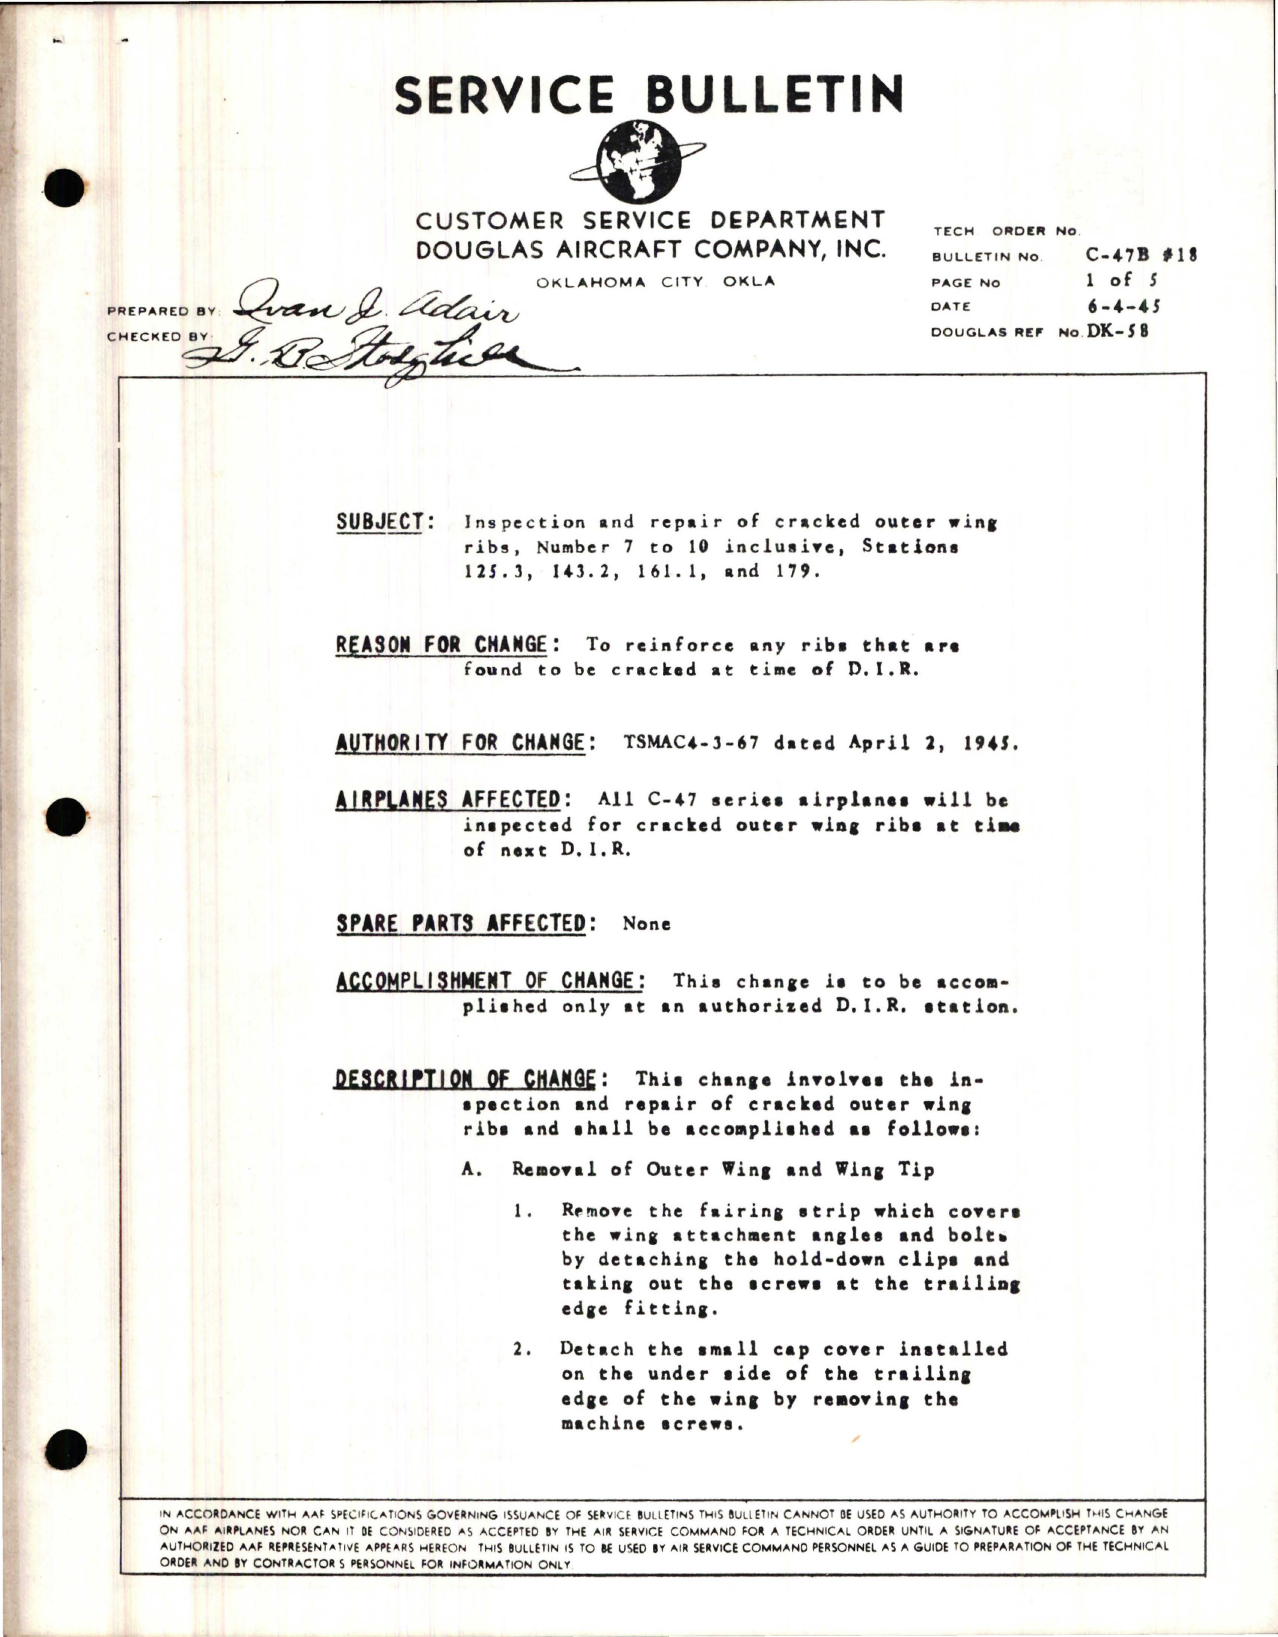 SERVICE BULLETIN
CUSTOMER SERVICE DEPARTMENT
DOUGLAS AIRCRAFT COMPANY, INC.
OKLAHOMA CITY OKLA
TECH ORDER No.
BULLETIN No. C-47B #18
PAGE No 1 of 5
DATE 6-4-45
DOUGLAS REF No. DK-58
PREPARED BY: Ivan J. Adair
CHECKED BY: G. B.
SUBJECT: Inspection and repair of cracked outer wing
ribs, Number 7 to 10 inclusive, Stations
125.3, 143.2, 161.1, and 179.
REASON FOR CHANGE: To reinforce any ribs that are
found to be cracked at time of D.I.R.
AUTHORITY FOR CHANGE: TSMAC4-3-67 dated April 2, 1945.
AIRPLANES AFFECTED: All C-47 series airplanes will be
inspected for cracked outer wing ribs at time
of next D.I.R.
SPARE PARTS AFFECTED: None
ACCOMPLISHMENT OF CHANGE: This change is to be accom-
plished only at an authorized D.I.R. station.
DESCRIPTION OF CHANGE: This change involves the in-
spection and repair of cracked outer wing
ribs and shall be accomplished as follows:
A. Removal of Outer Wing and Wing Tip
1. Remove the fairing strip which covers
the wing attachment angles and bolts
by detaching the hold-down clips and
taking out the screws at the trailing
edge fitting.
2. Detach the small cap cover installed
on the under side of the trailing
edge of the wing by removing the
machine screws.
IN ACCORDANCE WITH AAF SPECIFICATIONS GOVERNING ISSUANCE OF SERVICE BULLETINS THIS BULLETIN CANNOT BE USED AS AUTHORITY TO ACCOMPLISH THIS CHANGE
ON AAF AIRPLANES NOR CAN IT BE CONSIDERED AS ACCEPTED BY THE AIR SERVICE COMMAND FOR A TECHNICAL ORDER UNTIL A SIGNATURE OF ACCEPTANCE BY AN
AUTHORIZED AAF REPRESENTATIVE APPEARS HEREON THIS BULLETIN IS TO BE USED BY AIR SERVICE COMMAND PERSONNEL AS A GUIDE TO PREPARATION OF THE TECHNICAL
ORDER AND BY CONTRACTOR S PERSONNEL FOR INFORMATION ONLY